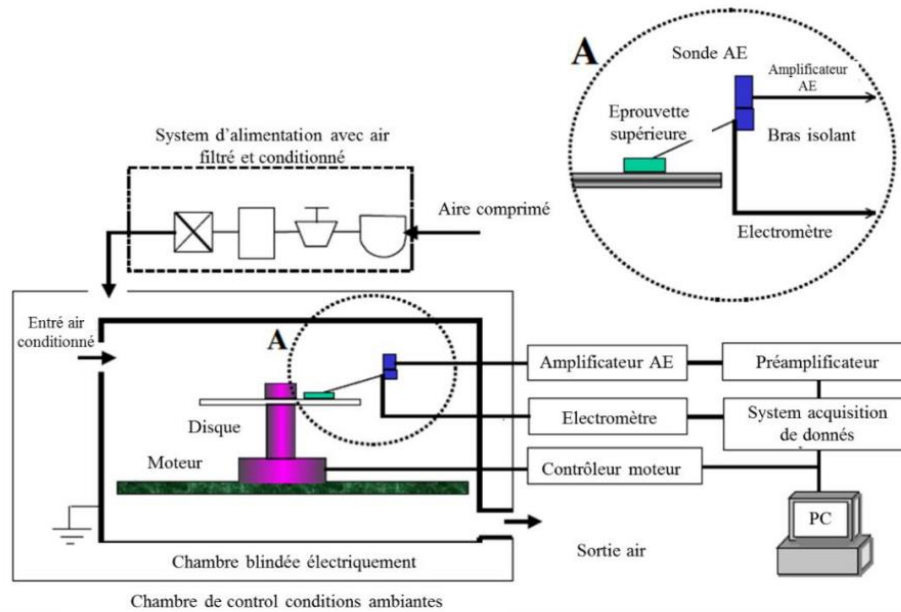 A
Sonde AE
Amplificateur
AE
Eprouvette
supérieure
Bras isolant
Electromètre
System d'alimentation avec air
filtré et conditionné
Aire comprimé
Entré air
conditionné
A
Disque
Moteur
Amplificateur AE
Préamplificateur
Electromètre
System acquisition
de donnés
Contrôleur moteur
PC
Sortie air
Chambre blindée électriquement
Chambre de control conditions ambiantes